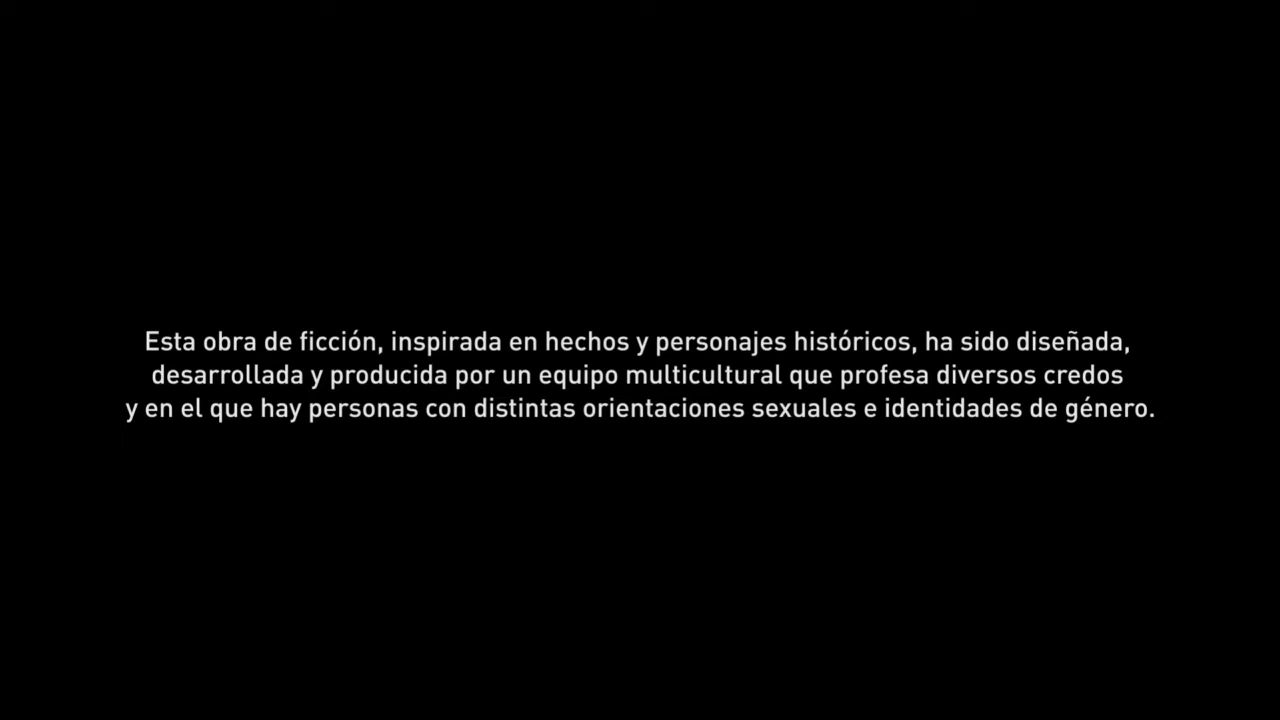 Esta obra de ficción, inspirada en hechos y personajes históricos, ha sido diseñada,
desarrollada y producida por un equipo multicultural que profesa diversos credos
y en el que hay personas con distintas orientaciones sexuales e identidades de género.